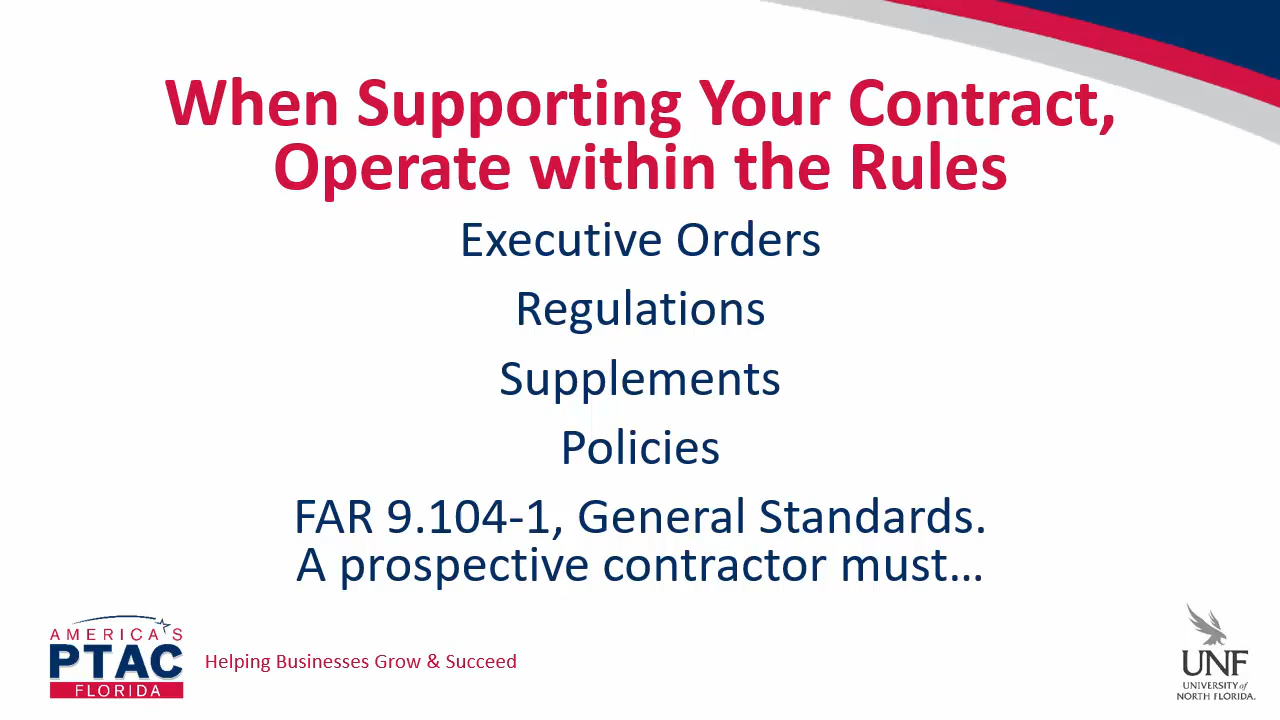 When Supporting Your Contract,
Operate within the Rules
Executive Orders
Regulations
Supplements
Policies
FAR 9.104-1, General Standards.
A prospective contractor must...
AMERICA'S
PTAC
FLORIDA
Helping Businesses Grow & Succeed
UNF
UNIVERSITY of
NORTH FLORIDA.